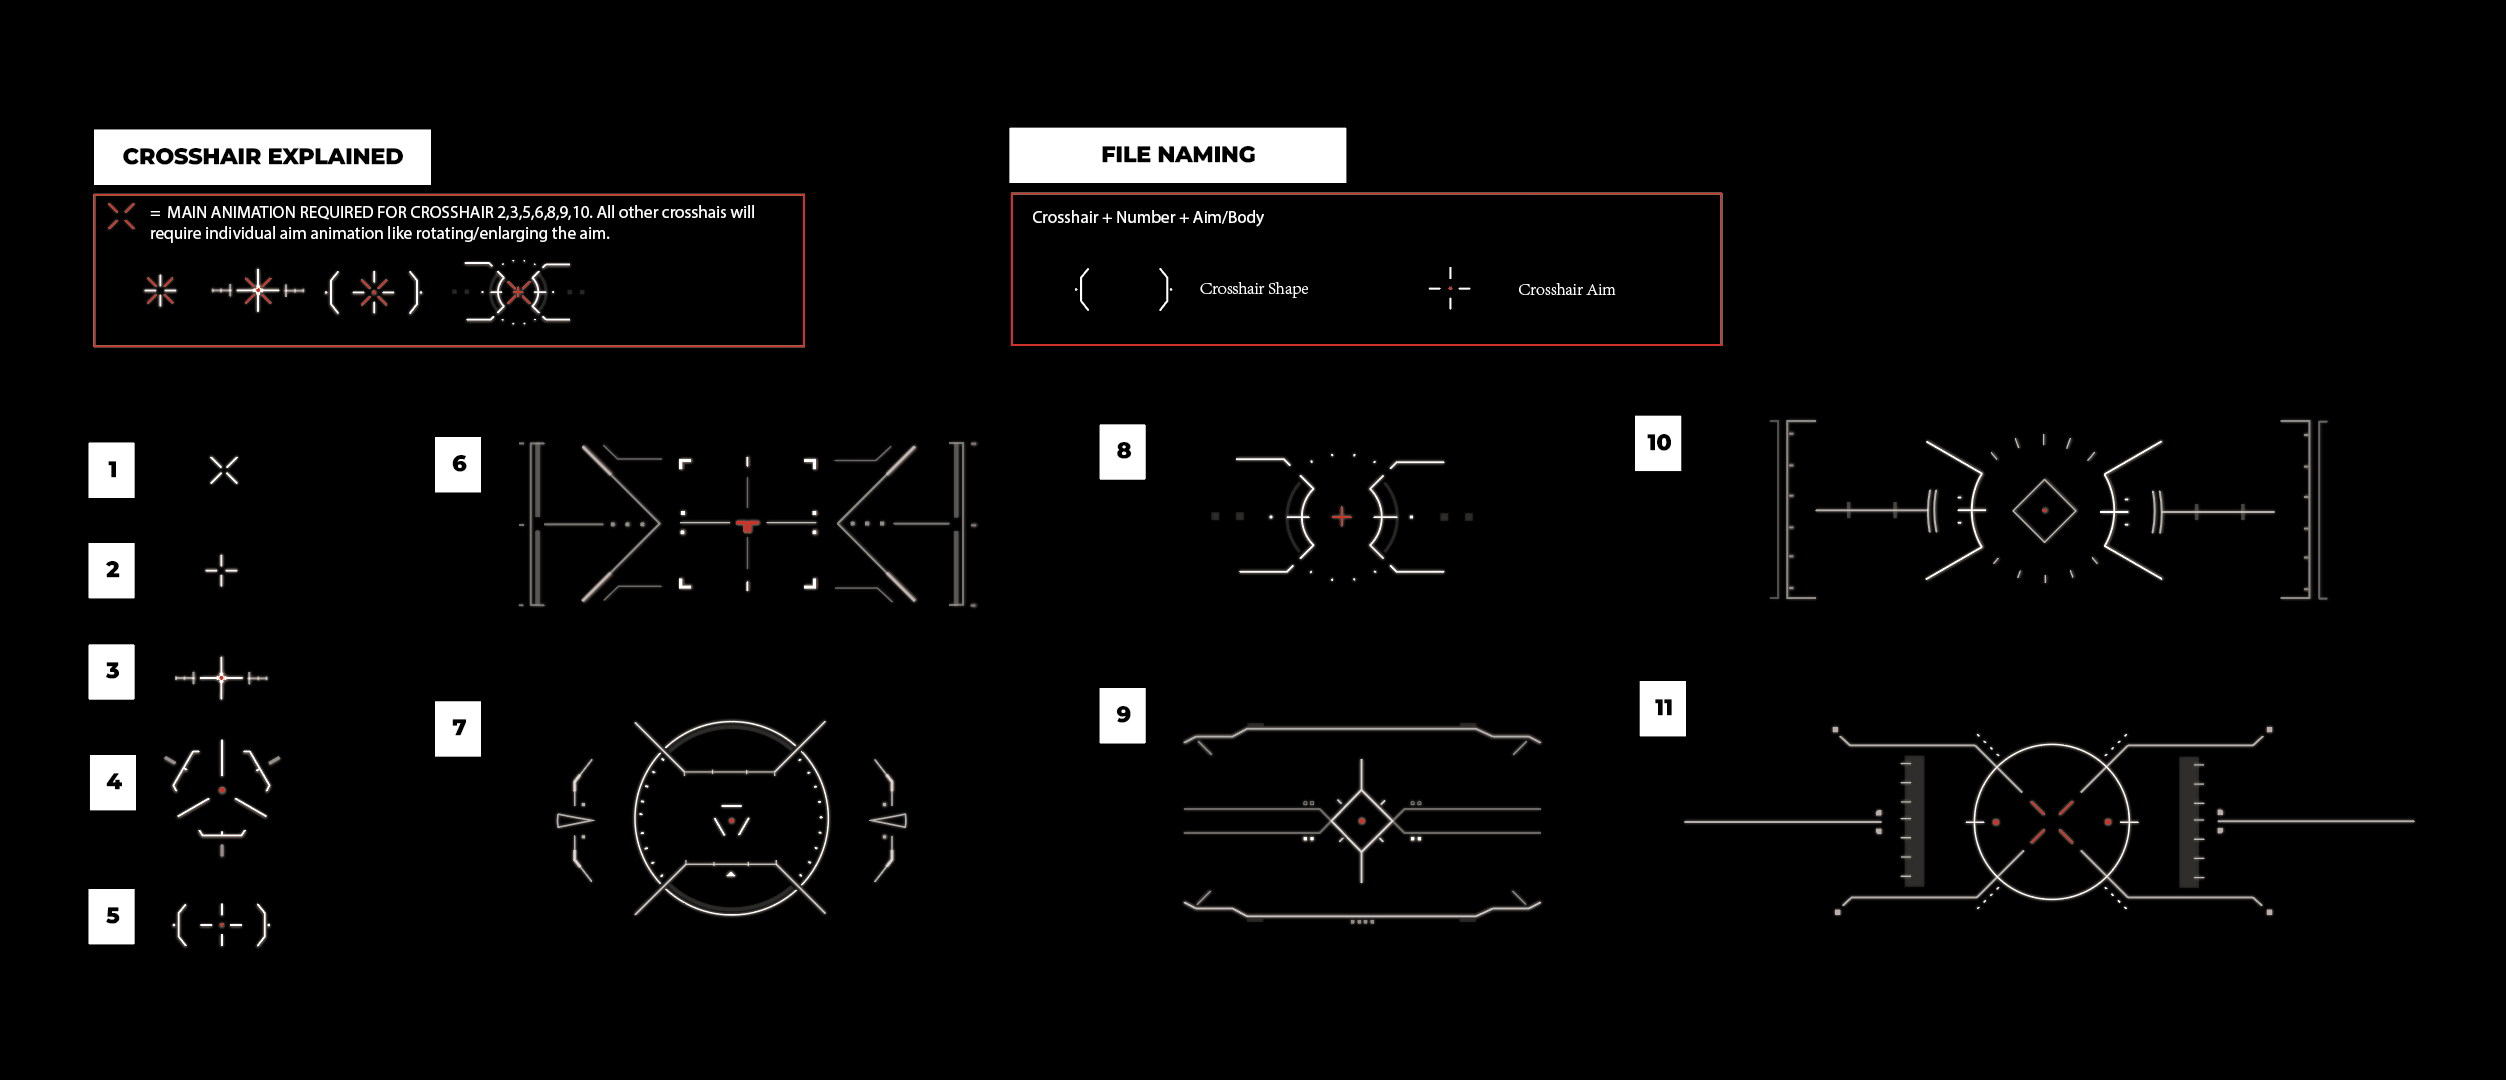 CROSSHAIR EXPLAINED
= MAIN ANIMATION REQUIRED FOR CROSSHAIR 2,3,5,6,8,9,10. All other crosshais will
require individual aim animation like rotating/enlarging the aim.
FILE NAMING
Crosshair + Number + Aim/Body
Crosshair Shape
Crosshair Aim
1
2
3
4
5
6
7
8
9
10
11